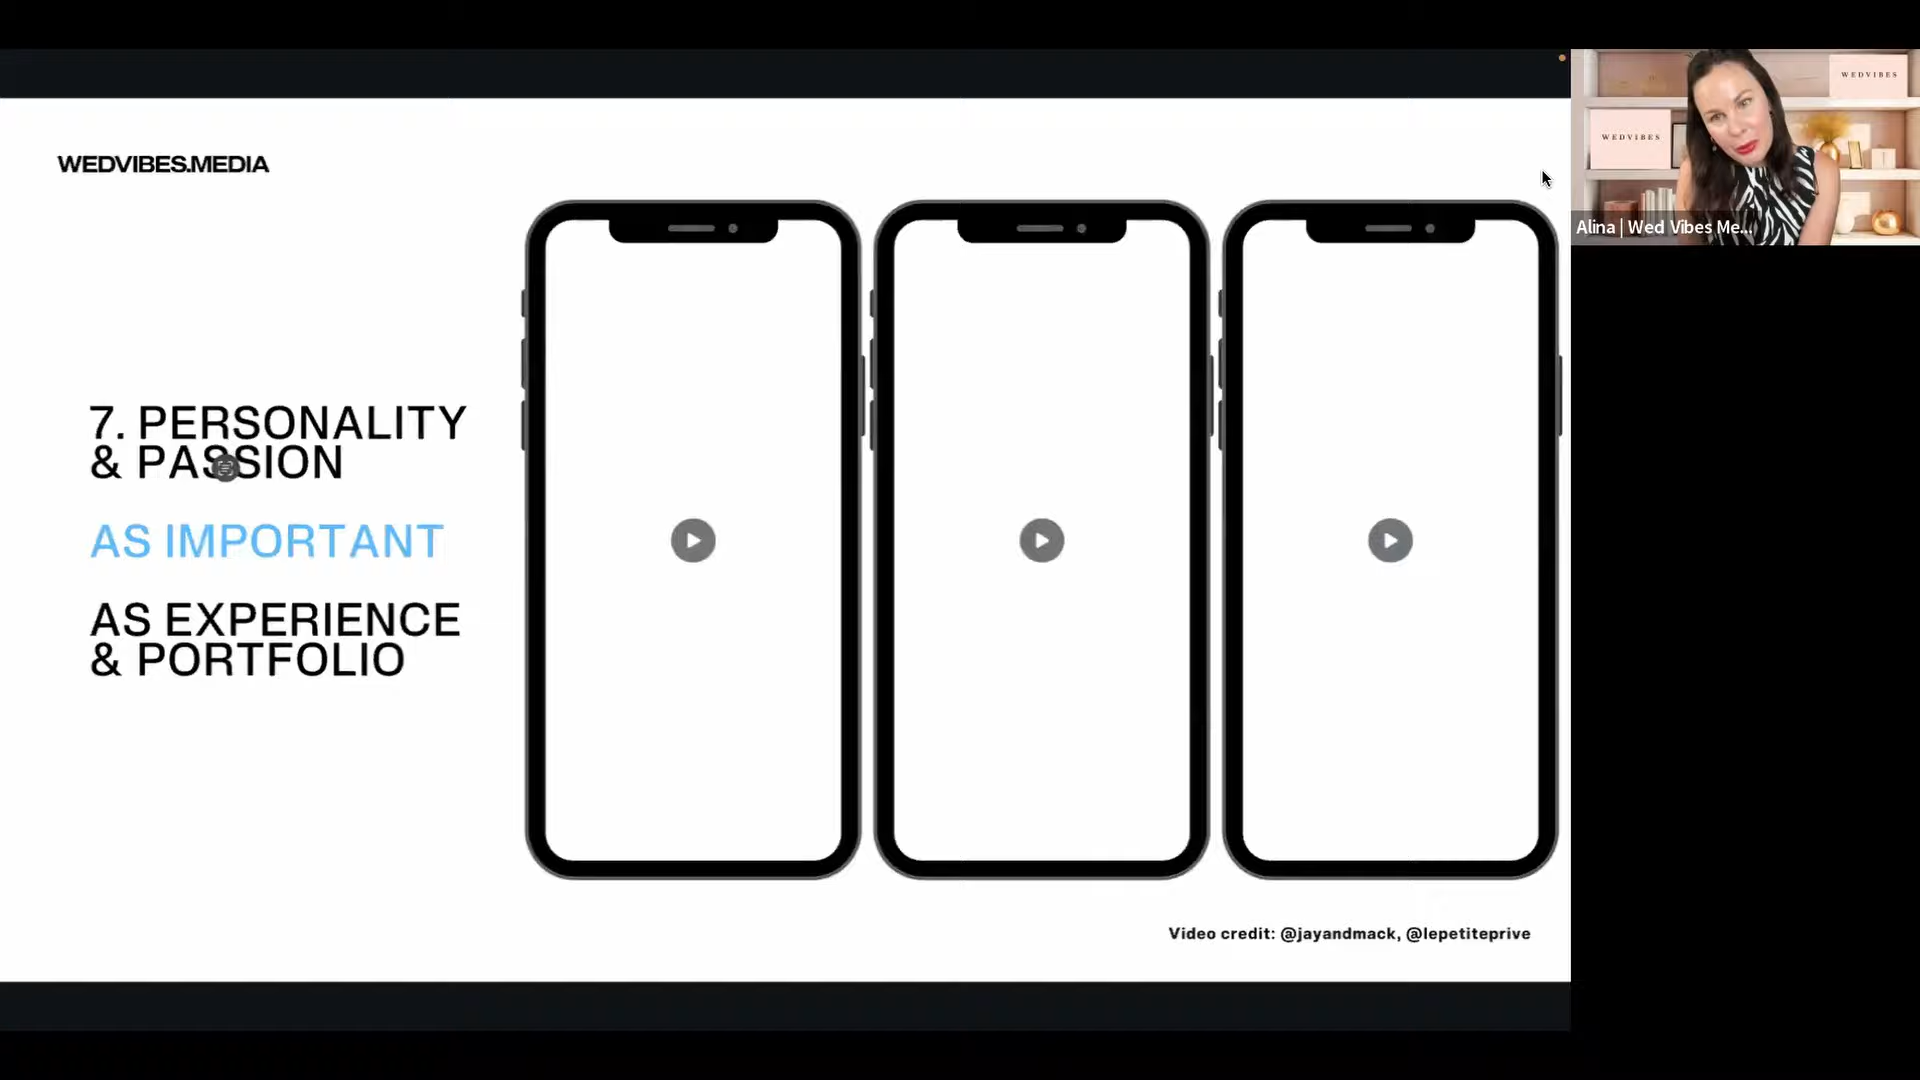 WEDVIBES.MEDIA
7. PERSONALITY
& PASSION
AS IMPORTANT
AS EXPERIENCE
& PORTFOLIO
Video credit: @jayandmack, @lepetiteprive
WEDVIBES
WEDVIBES
Alina | Wed Vibes Me...